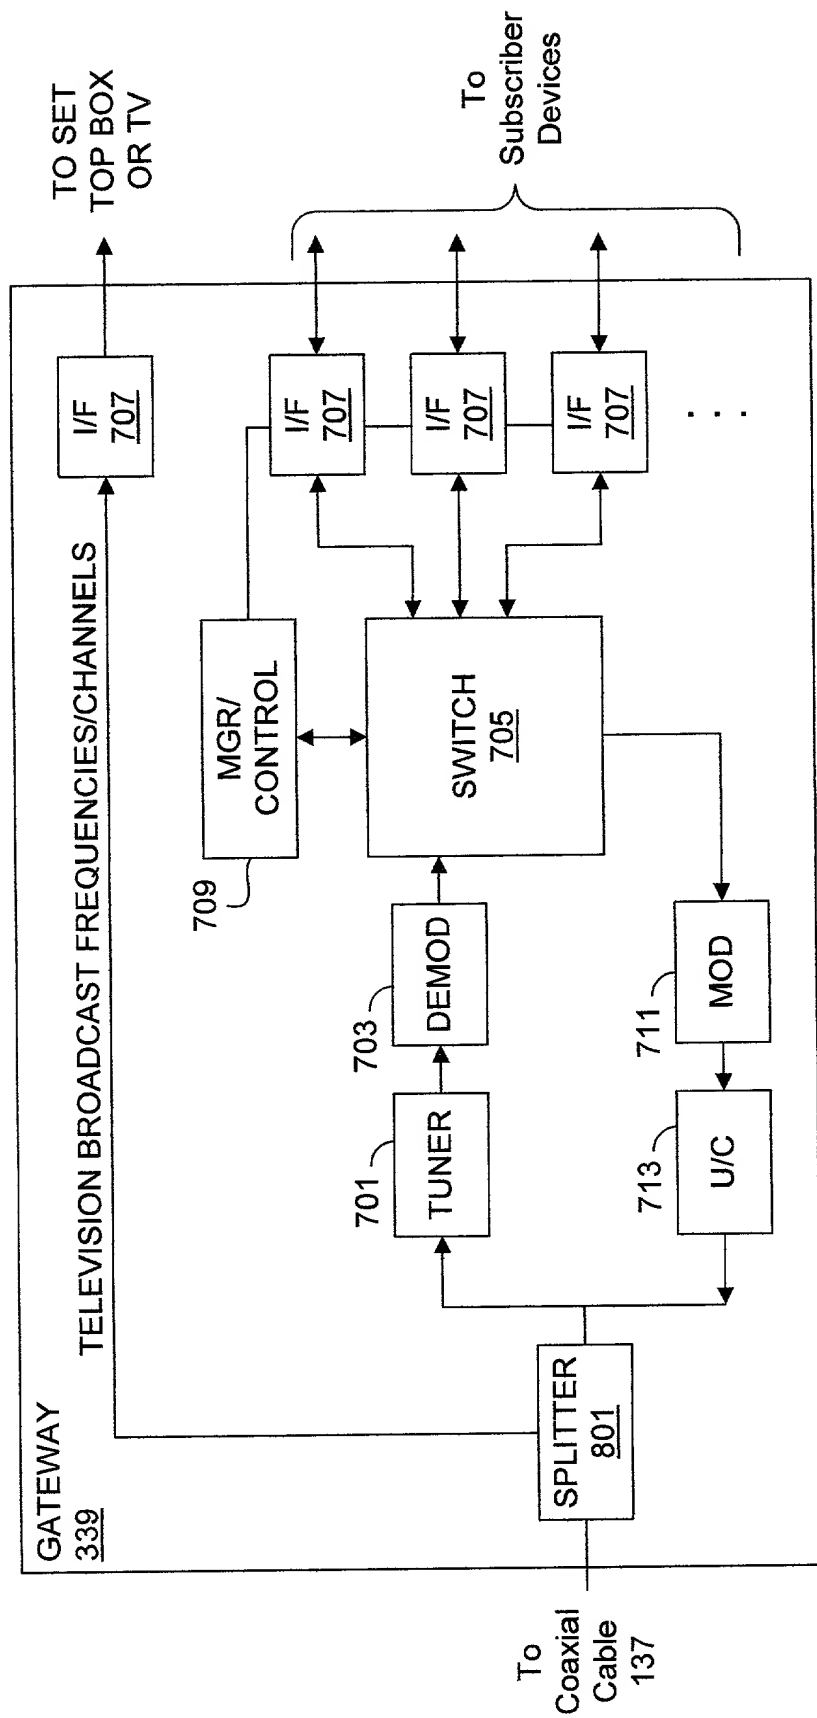 GATEWAY
339
TELEVISION BROADCAST FREQUENCIES/CHANNELS
I/F
707
TO SET
TOP BOX
OR TV
709
MGR/
CONTROL
I/F
707
I/F
707
I/F
707
. . .
To
Subscriber
Devices
701
TUNER
703
DEMOD
SWITCH
705
To
Coaxial
Cable
137
SPLITTER
801
713
U/C
711
MOD